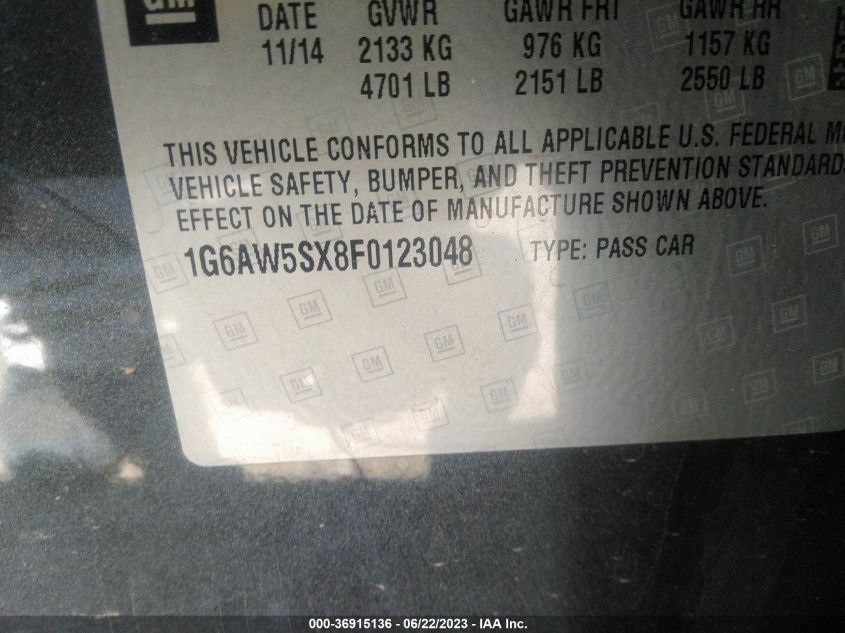 GM
DATE GVWR GAWR FRT GAWR RR
11/14 2133 KG 976 KG 1157 KG
4701 LB 2151 LB 2550 LB
THIS VEHICLE CONFORMS TO ALL APPLICABLE U.S. FEDERAL
VEHICLE SAFETY, BUMPER, AND THEFT PREVENTION STANDARDS
EFFECT ON THE DATE OF MANUFACTURE SHOWN ABOVE.
1G6AW5SX8F0123048 TYPE: PASS CAR
000-36915136 - 06/22/2023 - IAA Inc.